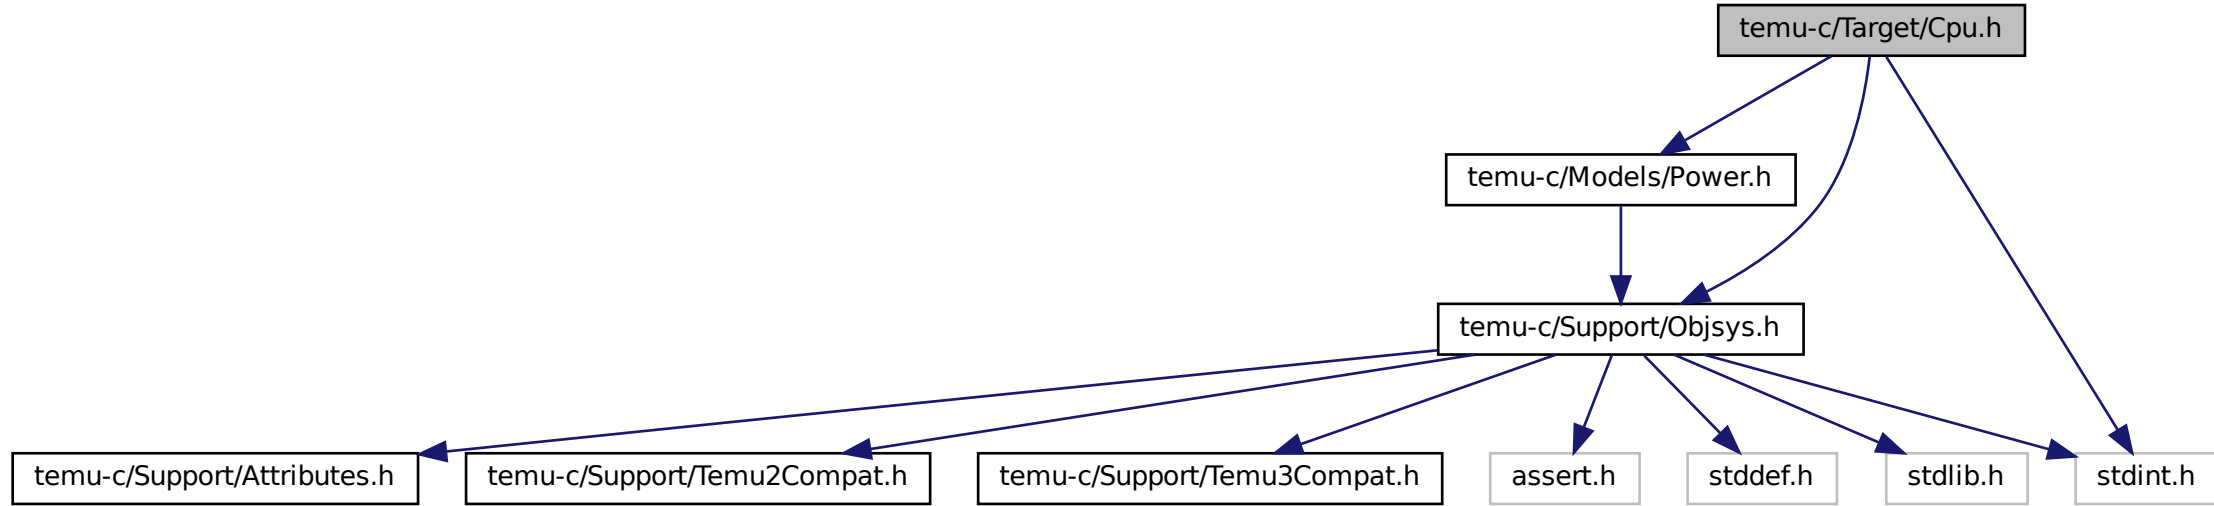 temu-c/Target/Cpu.h
temu-c/Models/Power.h
temu-c/Support/Objsys.h
temu-c/Support/Attributes.h
temu-c/Support/Temu2Compat.h
temu-c/Support/Temu3Compat.h
assert.h
stddef.h
stdlib.h
stdint.h